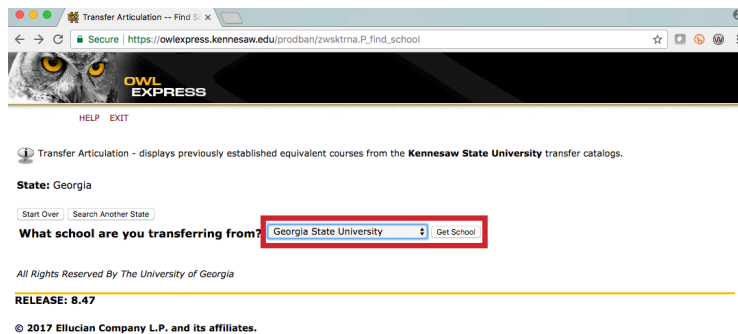 Transfer Articulation -- Find S
Secure | https://owlexpress.kennesaw.edu/prodban/zwsktrna.P_find_school
OWL
EXPRESS
HELP EXIT
Transfer Articulation - displays previously established equivalent courses from the Kennesaw State University transfer catalogs.
State: Georgia
Start Over Search Another State
What school are you transferring from? Georgia State University Get School
All Rights Reserved By The University of Georgia
RELEASE: 8.47
© 2017 Ellucian Company L.P. and its affiliates.